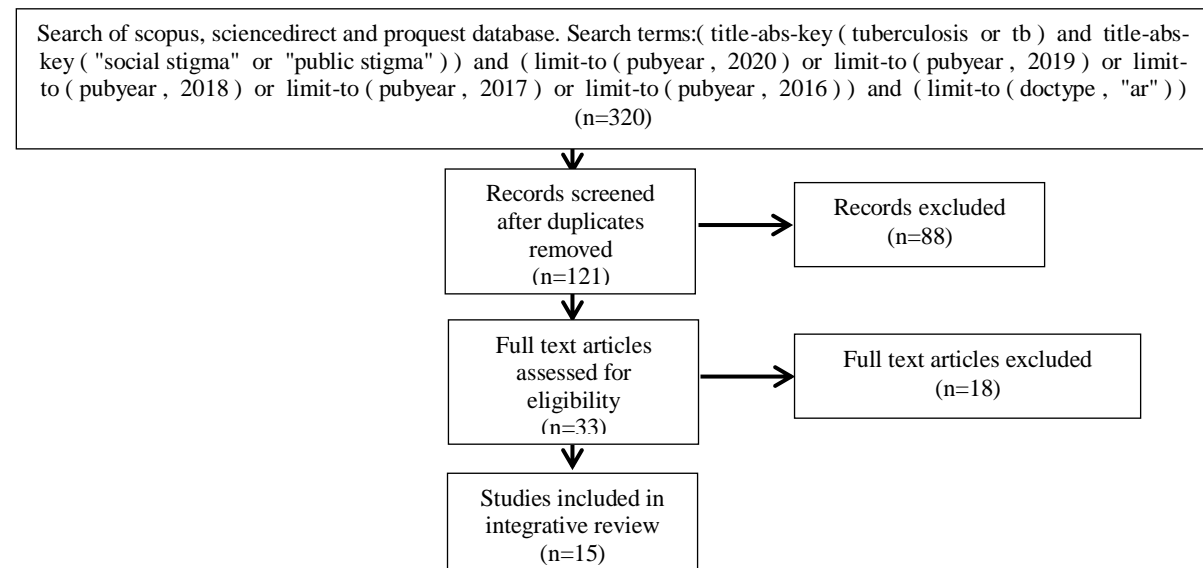 Search of scopus, sciencedirect and proquest database. Search terms:( title-abs-key ( tuberculosis or tb ) and title-abs-
key ( "social stigma" or "public stigma" ) ) and ( limit-to ( pubyear , 2020 ) or limit-to ( pubyear , 2019 ) or limit-
to ( pubyear , 2018 ) or limit-to ( pubyear , 2017 ) or limit-to ( pubyear , 2016 ) ) and ( limit-to ( doctype , "ar" ) )
(n=320)
Records screened
after duplicates
removed
(n=121)
Records excluded
(n=88)
Full text articles
assessed for
eligibility
(n=33)
Full text articles excluded
(n=18)
Studies included in
integrative review
(n=15)